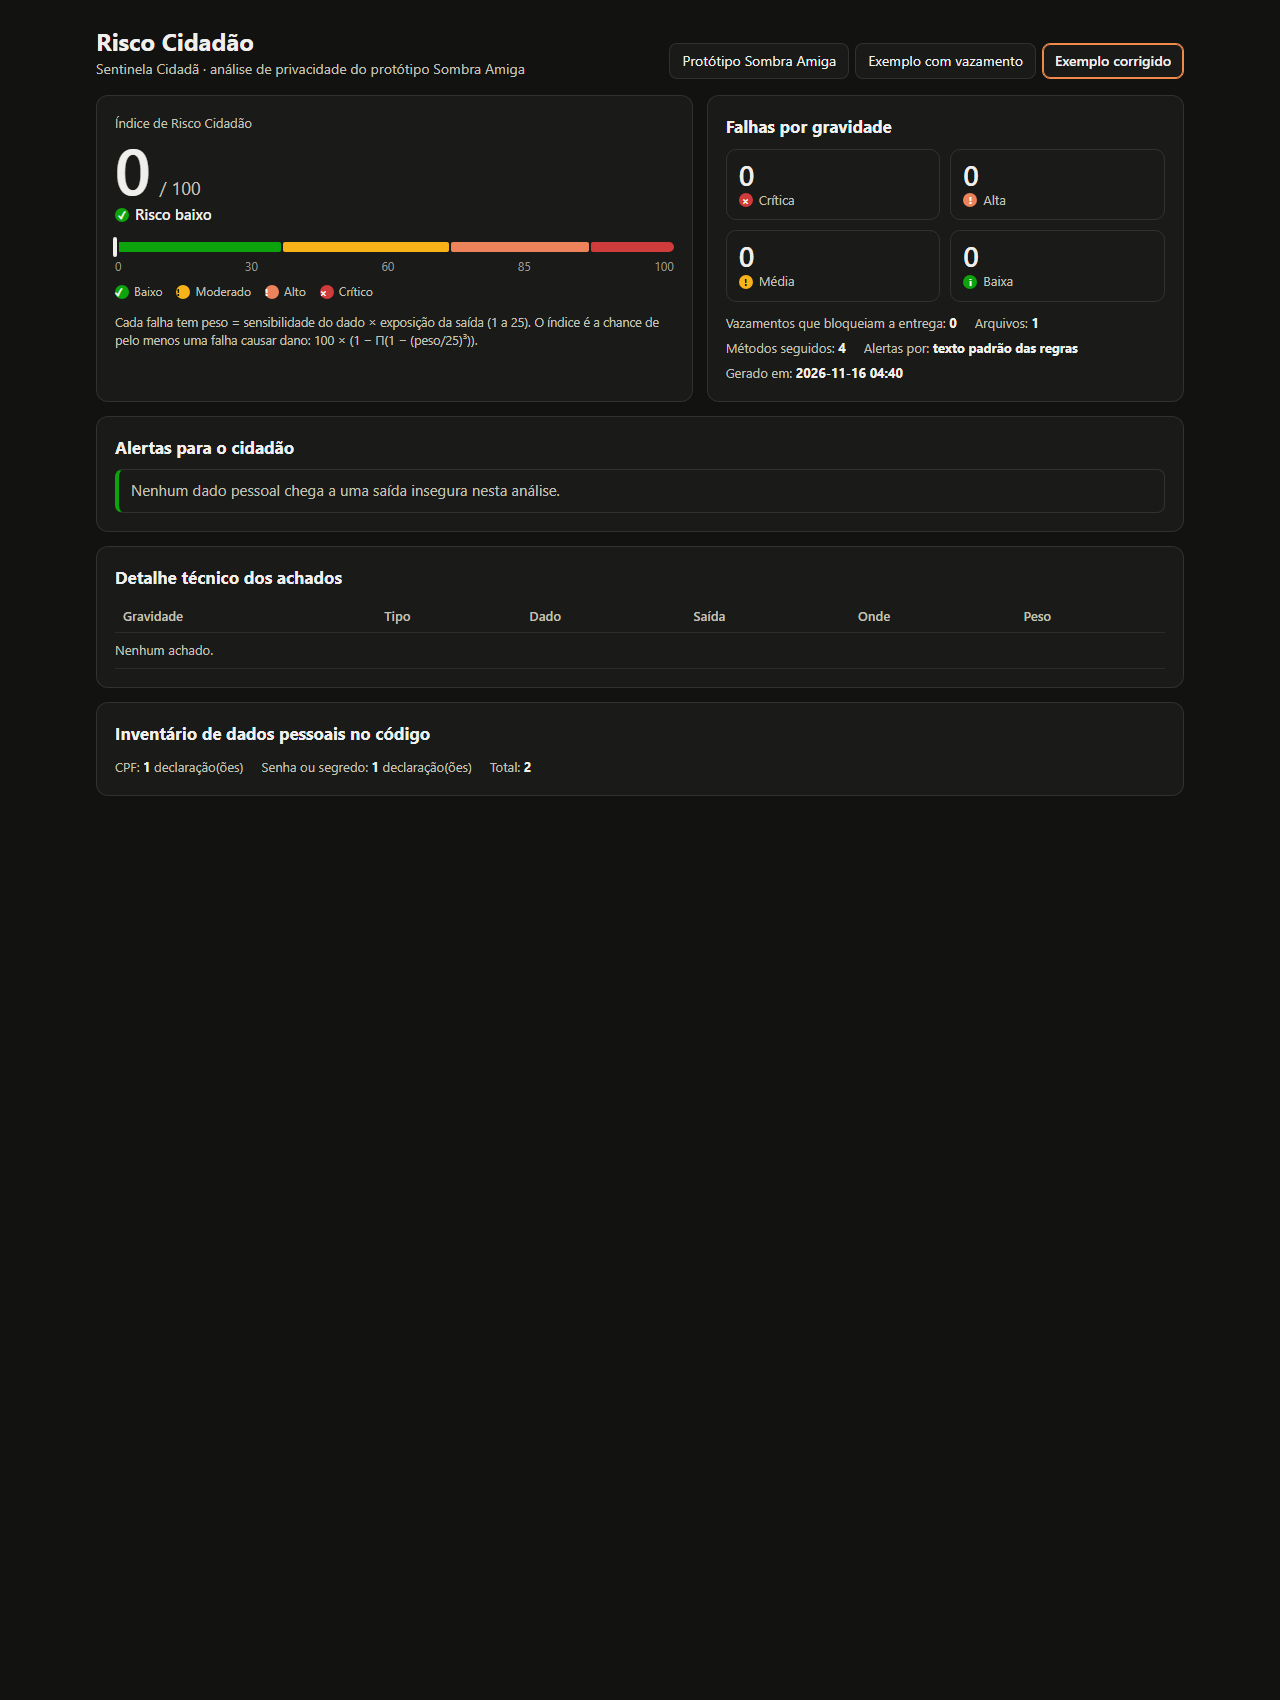 Risco Cidadão
Sentinela Cidadã · análise de privacidade do protótipo Sombra Amiga
Protótipo Sombra Amiga
Exemplo com vazamento
Exemplo corrigido
Índice de Risco Cidadão
0 / 100
Risco baixo
0 30 60 85 100
Baixo Moderado Alto Crítico
Cada falha tem peso = sensibilidade do dado × exposição da saída (1 a 25). O índice é a chance de
pelo menos uma falha causar dano: 100 × (1 − Π(1 − (peso/25)³)).
Falhas por gravidade
0
Crítica
0
Alta
0
Média
0
Baixa
Vazamentos que bloqueiam a entrega: 0 Arquivos: 1
Métodos seguidos: 4 Alertas por: texto padrão das regras
Gerado em: 2026-11-16 04:40
Alertas para o cidadão
Nenhum dado pessoal chega a uma saída insegura nesta análise.
Detalhe técnico dos achados
Gravidade Tipo Dado Saída Onde Peso
Nenhum achado.
Inventário de dados pessoais no código
CPF: 1 declaração(ões) Senha ou segredo: 1 declaração(ões) Total: 2